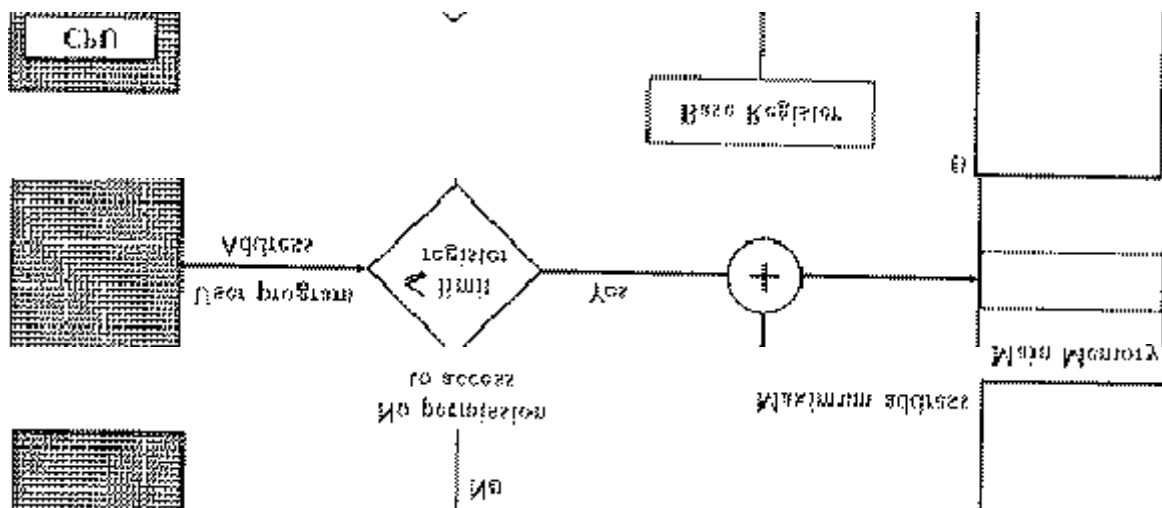 CPU
Base Register
0
User program
Address
< limit
register
Yes
Main Memory
No permission
to access
Maximum address
No